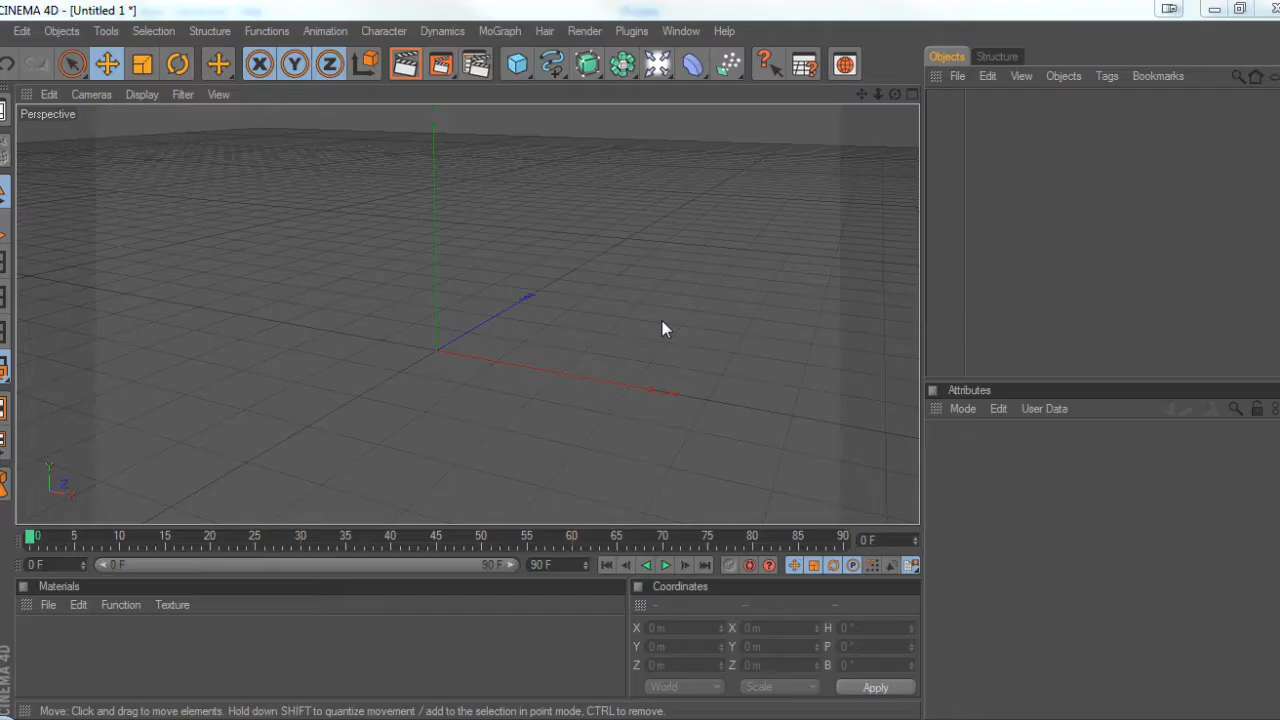 CINEMA 4D - [Untitled 1 *]
Edit Objects Tools Selection Structure Functions Animation Character Dynamics MoGraph Hair Render Plugins Window Help
X Y Z
Objects Structure
File Edit View Objects Tags Bookmarks
Edit Cameras Display Filter View
Perspective
Y
Z
X
Attributes
Mode Edit User Data
0 5 10 15 20 25 30 35 40 45 50 55 60 65 70 75 80 85 90 0 F
0 F 0 F 90 F 90 F P
Materials
File Edit Function Texture
Coordinates
X 0 m X 0 m H 0 °
Y 0 m Y 0 m P 0 °
Z 0 m Z 0 m B 0 °
World Scale Apply
CINEMA 4D
Move: Click and drag to move elements. Hold down SHIFT to quantize movement / add to the selection in point mode, CTRL to remove.